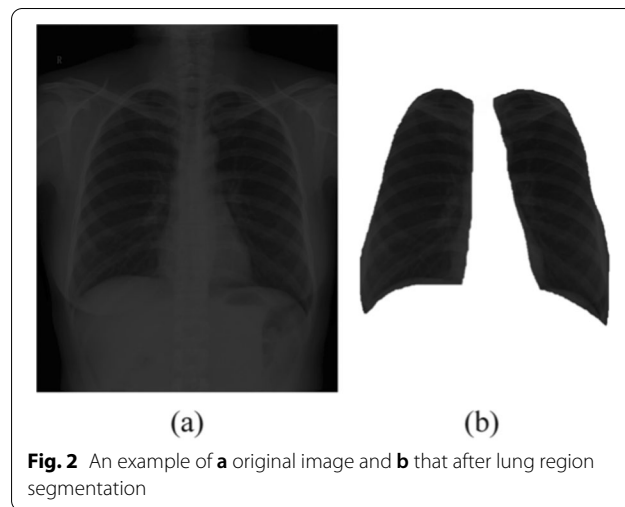 R
(a) (b)
Fig. 2 An example of a original image and b that after lung region
segmentation